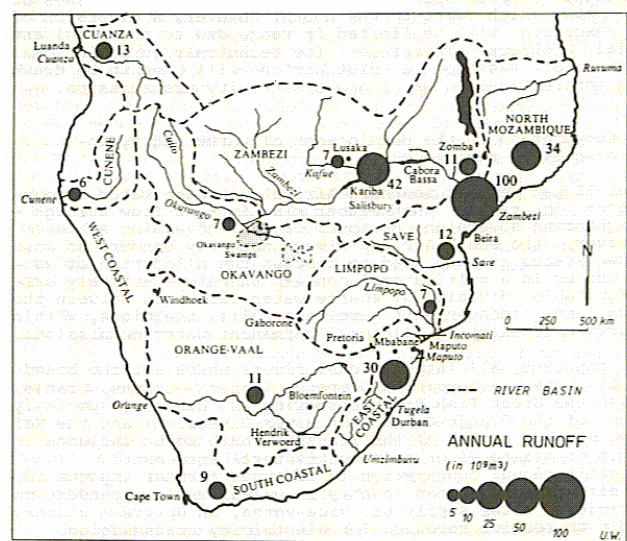 CUANZA
13
Luanda
Cuanza
Ruruma
NORTH
MOZAMBIQUE
34
CUNENE
Cuito
ZAMBEZI
Zambezi
Kafue
7
Lusaka
42
Kariba
Salisbury
Cabora
Bassa
Zomba
11
100
Zambezi
6
Cunene
Okavango
7
Okavango
Swamps
OKAVANGO
SAVE
12
Beira
Save
WEST COASTAL
LIMPOPO
Limpopo
7
Windhoek
Gaborone
Pretoria
Mbabane
Incomati
Maputo
Maputo
ORANGE-VAAL
30
11
Bloemfontein
Orange
Hendrik
Verwoerd
EAST
COASTAL
Tugela
Durban
Umzimburu
9
SOUTH COASTAL
Cape Town
N
0 250 500 km
RIVER BASIN
ANNUAL RUNOFF
(in 10⁹m3)
5 10 25 50 100
U.W.